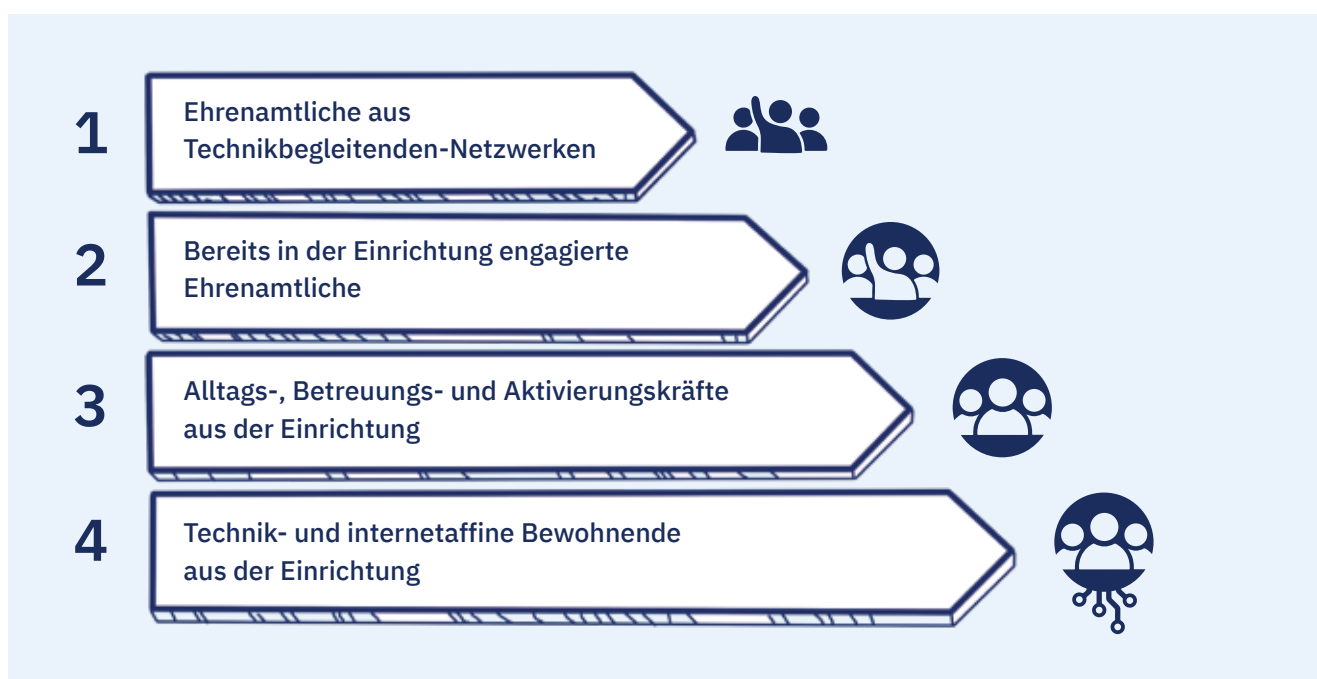 1
Ehrenamtliche aus
Technikbegleitenden-Netzwerken
2
Bereits in der Einrichtung engagierte
Ehrenamtliche
3
Alltags-, Betreuungs- und Aktivierungskräfte
aus der Einrichtung
4
Technik- und internetaffine Bewohnende
aus der Einrichtung